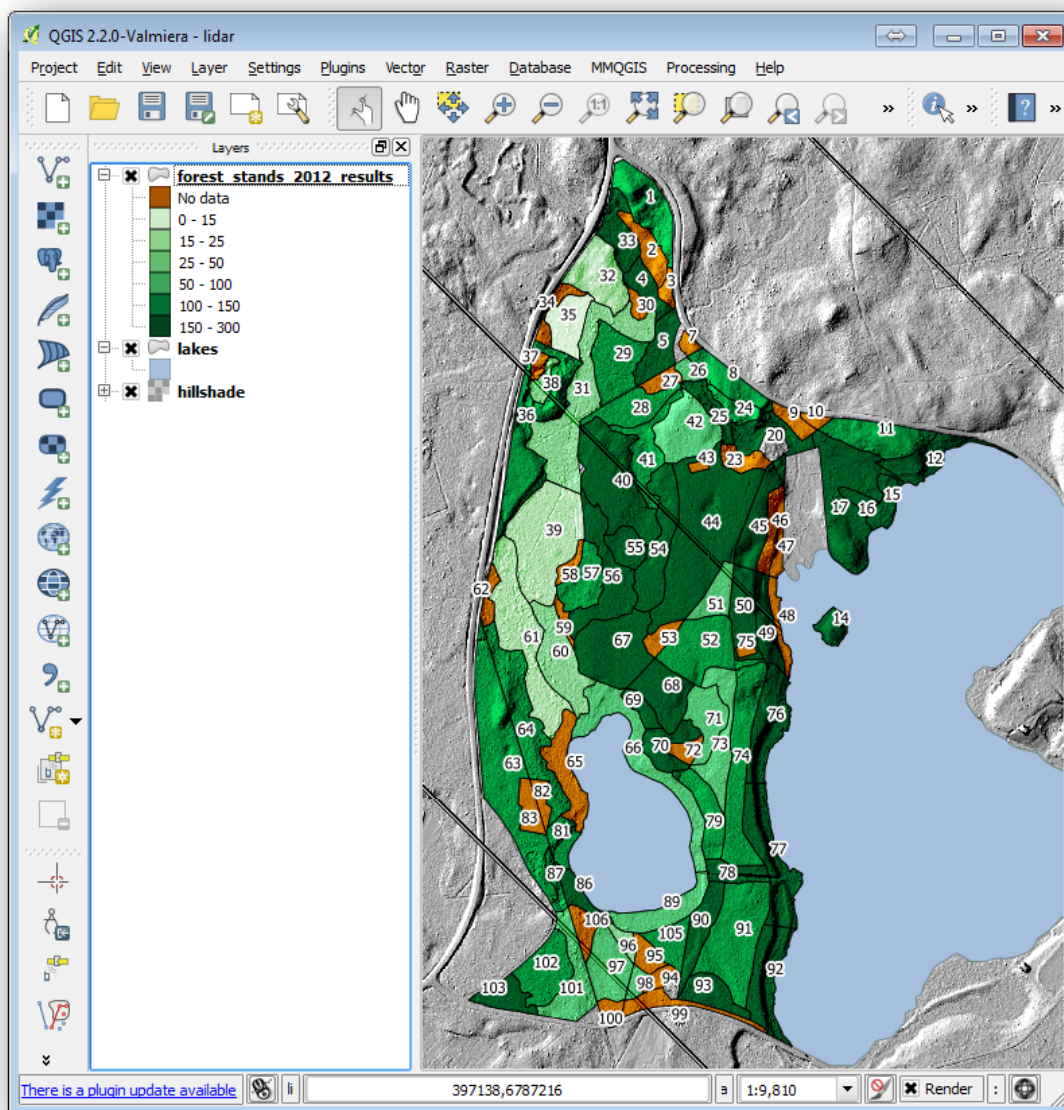 QGIS 2.2.0-Valmiera - lidar
Project Edit View Layer Settings Plugins Vector Raster Database MMQGIS Processing Help
1:1 » i » ? »
Layers
forest_stands_2012_results
No data
0 - 15
15 - 25
25 - 50
50 - 100
100 - 150
150 - 300
lakes
hillshade
1
33 2
32 4 3
34 30
35
5 7
37 29 26 8
38 31 27
36 28 42 25 24 9 10
20 11
41 43 23 12
40 15
17 16
39 44 45 46
55 54 47
62 58 57 56
51 50 48 14
59
61 67 53 52 75 49
60
69 68
71 76
64 66 70 72 73 74
63 65
82
83 79
81 77
87 78
86
89
106 90
105 91
96 95
102 97 92
94
103 101 98 93
100 99
b
b
»
There is a plugin update available li 397138,6787216 a 1:9,810 Render :